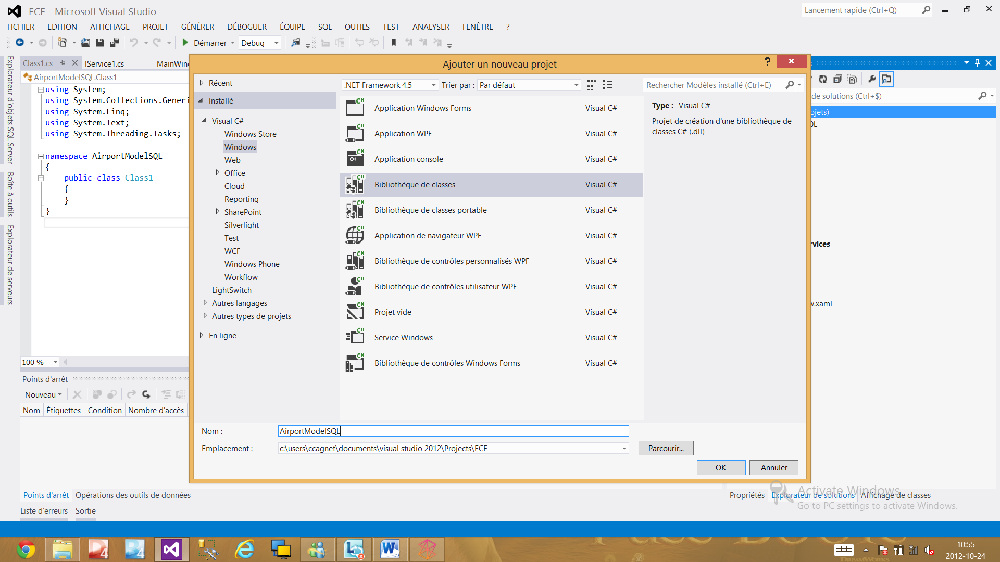 ECE - Microsoft Visual Studio
Lancement rapide (Ctrl+Q)
FICHIER EDITION AFFICHAGE PROJET GÉNÉRER DÉBOGUER ÉQUIPE SQL OUTILS TEST ANALYSER FENÊTRE ?
Démarrer Debug
Explorateur d'objets SQL Server
Boîte à outils
Explorateur de serveurs
Class1.cs IService1.cs MainWind
AirportModelSQL.Class1
using System;
using System.Collections.Generi
using System.Linq;
using System.Text;
using System.Threading.Tasks;
namespace AirportModelSQL
{
public class Class1
{
}
}
100 %
Points d'arrêt
Nouveau
Nom Étiquettes Condition Nombre d'accès
Ajouter un nouveau projet
?
Récent
Installé
Visual C#
Windows Store
Windows
Web
Office
Cloud
Reporting
SharePoint
Silverlight
Test
WCF
Windows Phone
Workflow
LightSwitch
Autres langages
Autres types de projets
En ligne
.NET Framework 4.5 Trier par : Par défaut
Rechercher Modèles installé (Ctrl+E)
Application Windows Forms Visual C#
Application WPF Visual C#
Application console Visual C#
Bibliothèque de classes Visual C#
Bibliothèque de classes portable Visual C#
Application de navigateur WPF Visual C#
Bibliothèque de contrôles personnalisés WPF Visual C#
Bibliothèque de contrôles utilisateur WPF Visual C#
Projet vide Visual C#
Service Windows Visual C#
Bibliothèque de contrôles Windows Forms Visual C#
Type : Visual C#
Projet de création d'une bibliothèque de
classes C# (.dll)
Nom : AirportModelSQL
Emplacement : c:\users\ccagnet\documents\visual studio 2012\Projects\ECE
Parcourir...
OK Annuler
de solutions (Ctrl+$)
ojets)
QL
rvices
w.xaml
Points d'arrêt Opérations des outils de données
Propriétés Explorateur de solutions Affichage de classes
Activate Windows
Go to PC settings to activate Windows.
Liste d'erreurs Sortie
10:55
2012-10-24